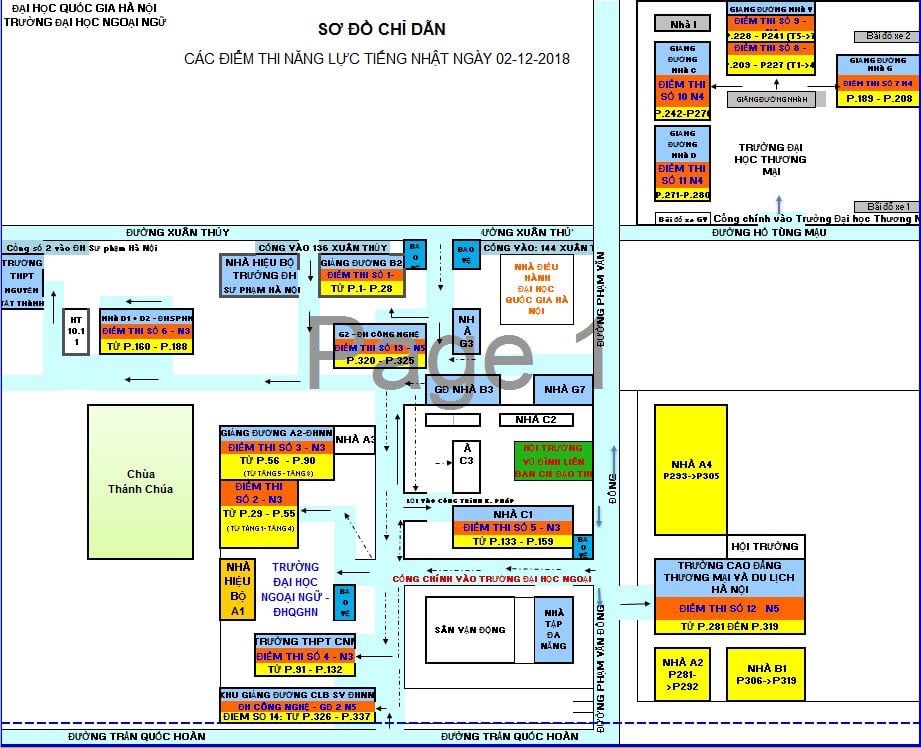 ĐẠI HỌC QUỐC GIA HÀ NỘI
TRƯỜNG ĐẠI HỌC NGOẠI NGỮ
SƠ ĐỒ CHỈ DẪN
CÁC ĐIỂM THI NĂNG LỰC TIẾNG NHẬT NGÀY 02-12-2018
Nhà I
GIẢNG ĐƯỜNG Nhà V
ĐIỂM THI SỐ 9 -
P.228 - P241 (T5->
ĐIỂM THI SỐ 8 -
P.209 - P227 (T1->4
Bãi đỗ xe 2
GIẢNG
ĐƯỜNG
Nhà C
ĐIỂM THI
SỐ 10 N4
P.242-P270
GIẢNG ĐƯỜNG
Nhà G
ĐIỂM THI SỐ 7 N4
P.189 - P.208
GIẢNG ĐƯỜNG NHÀ H
GIẢNG
ĐƯỜNG
Nhà D
ĐIỂM THI
SỐ 11 N4
P.271-P.280
TRƯỜNG ĐẠI
HỌC THƯƠNG
MẠI
Bãi đỗ xe 1
Bãi đỗ xe G9
Cổng chính vào Trường Đại học Thương M
ĐƯỜNG XUÂN THỦY
ĐƯỜNG XUÂN THỦ
ĐƯỜNG HỒ TÙNG MẬU
Cổng số 2 vào ĐH Sư phạm Hà Nội
CỔNG VÀO 136 XUÂN THỦY
BẢO VỆ
BẢO VỆ
CỔNG VÀO: 144 XUÂN T
TRƯỜNG
THPT
NGUYỄN
TẤT THÀNH
NHÀ HIỆU BỘ
TRƯỜNG ĐH
SƯ PHẠM HÀ NỘI
GIẢNG ĐƯỜNG B2
ĐIỂM THI SỐ 1-
TỪ P.1- P.28
NHÀ ĐIỀU
HÀNH
ĐẠI HỌC
QUỐC GIA HÀ
NỘI
ĐƯỜNG PHẠM VĂN
HT
10.1
1
NHÀ D1 + D2 - ĐHSPHN
ĐIỂM THI SỐ 6 - N3
TỪ P.160 - P.188
G2 - ĐH CÔNG NGHỆ
ĐIỂM THI SỐ 13 - N5
P.320 - P.325
NHÀ G3
Page 1
GĐ NHÀ B3
NHÀ G7
Chùa
Thánh Chúa
GIẢNG ĐƯỜNG A2-ĐHNN
ĐIỂM THI SỐ 3 - N3
TỪ P.56 - P.90
(TỪ TẦNG 5 - TẦNG 8)
NHÀ A3
NHÀ C2
À
C3
HỘI TRƯỜNG
VŨ ĐÌNH LIÊN
BAN CHỈ ĐẠO THI
NHÀ A4
P293->P305
ĐIỂM THI
SỐ 2 - N3
TỪ P.29 - P.55
(TỪ TẦNG 1- TẦNG 4)
LỐI VÀO CÔNG TRÌNH K. PHÁP
ĐỒNG
NHÀ C1
ĐIỂM THI SỐ 5 - N3
TỪ P.133 - P.159
BẢO VỆ
HỘI TRƯỜNG
NHÀ
HIỆU
BỘ
A1
TRƯỜNG
ĐẠI HỌC
NGOẠI NGỮ -
ĐHQGHN
BẢO VỆ
CỔNG CHÍNH VÀO TRƯỜNG ĐẠI HỌC NGOẠI
TRƯỜNG CAO ĐẲNG
THƯƠNG MẠI VÀ DU LỊCH
HÀ NỘI
ĐIỂM THI SỐ 12 N5
TỪ P.281 ĐẾN P.319
SÂN VẬN ĐỘNG
NHÀ
TẬP
ĐA
NĂNG
ĐƯỜNG PHẠM VĂN ĐỒNG
TRƯỜNG THPT CNN
ĐIỂM THI SỐ 4 - N3
TỪ P.91 - P.132
NHÀ A2
P281-
>P292
NHÀ B1
P306->P319
KHU GIẢNG ĐƯỜNG CLB SV ĐHNN
ĐH CÔNG NGHỆ - GĐ 2 N5
ĐIỂM SỐ 14: TỪ P.326 - P.337
ĐƯỜNG TRẦN QUỐC HOÀN
ĐƯỜNG TRẦN QUỐC HOÀN